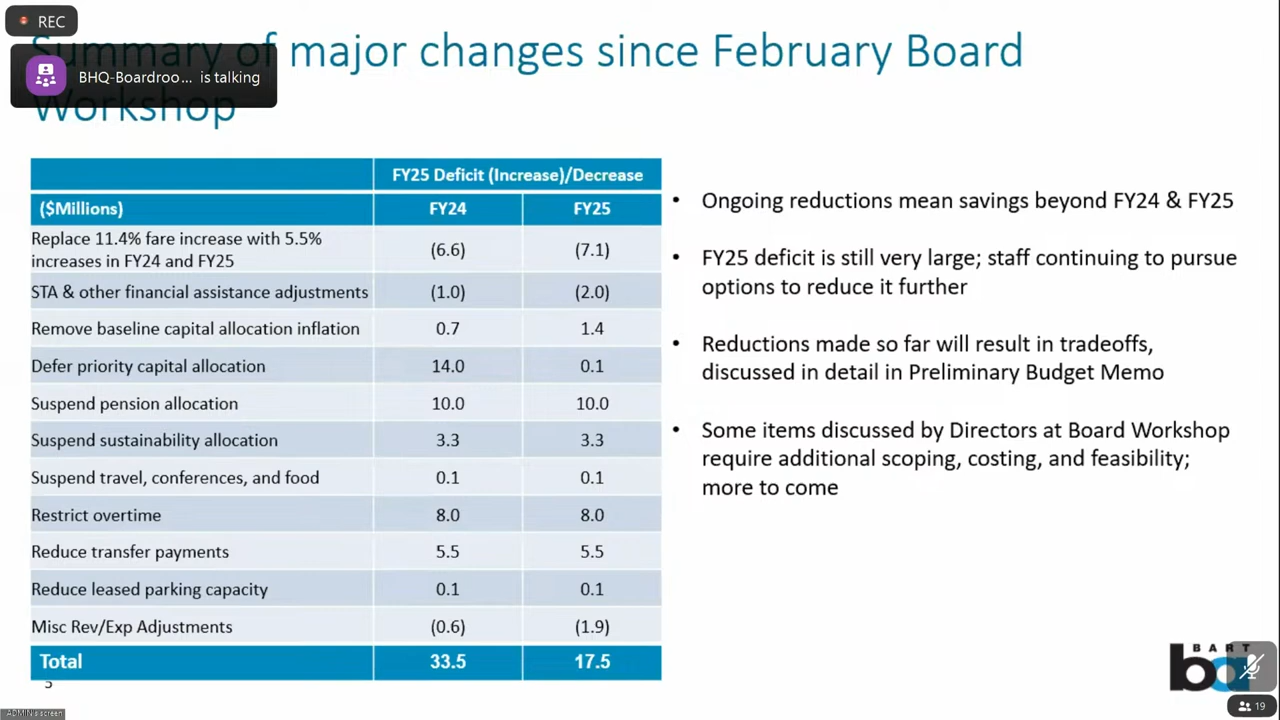 REC
Summary of major changes since February Board
BHQ-Boardroo... is talking
Workshop
FY25 Deficit (Increase)/Decrease
($Millions) FY24 FY25
Replace 11.4% fare increase with 5.5%
increases in FY24 and FY25 (6.6) (7.1)
STA & other financial assistance adjustments (1.0) (2.0)
Remove baseline capital allocation inflation 0.7 1.4
Defer priority capital allocation 14.0 0.1
Suspend pension allocation 10.0 10.0
Suspend sustainability allocation 3.3 3.3
Suspend travel, conferences, and food 0.1 0.1
Restrict overtime 8.0 8.0
Reduce transfer payments 5.5 5.5
Reduce leased parking capacity 0.1 0.1
Misc Rev/Exp Adjustments (0.6) (1.9)
Total 33.5 17.5
• Ongoing reductions mean savings beyond FY24 & FY25
• FY25 deficit is still very large; staff continuing to pursue
options to reduce it further
• Reductions made so far will result in tradeoffs,
discussed in detail in Preliminary Budget Memo
• Some items discussed by Directors at Board Workshop
require additional scoping, costing, and feasibility;
more to come
5
BART
ba
19
ADMIN's screen